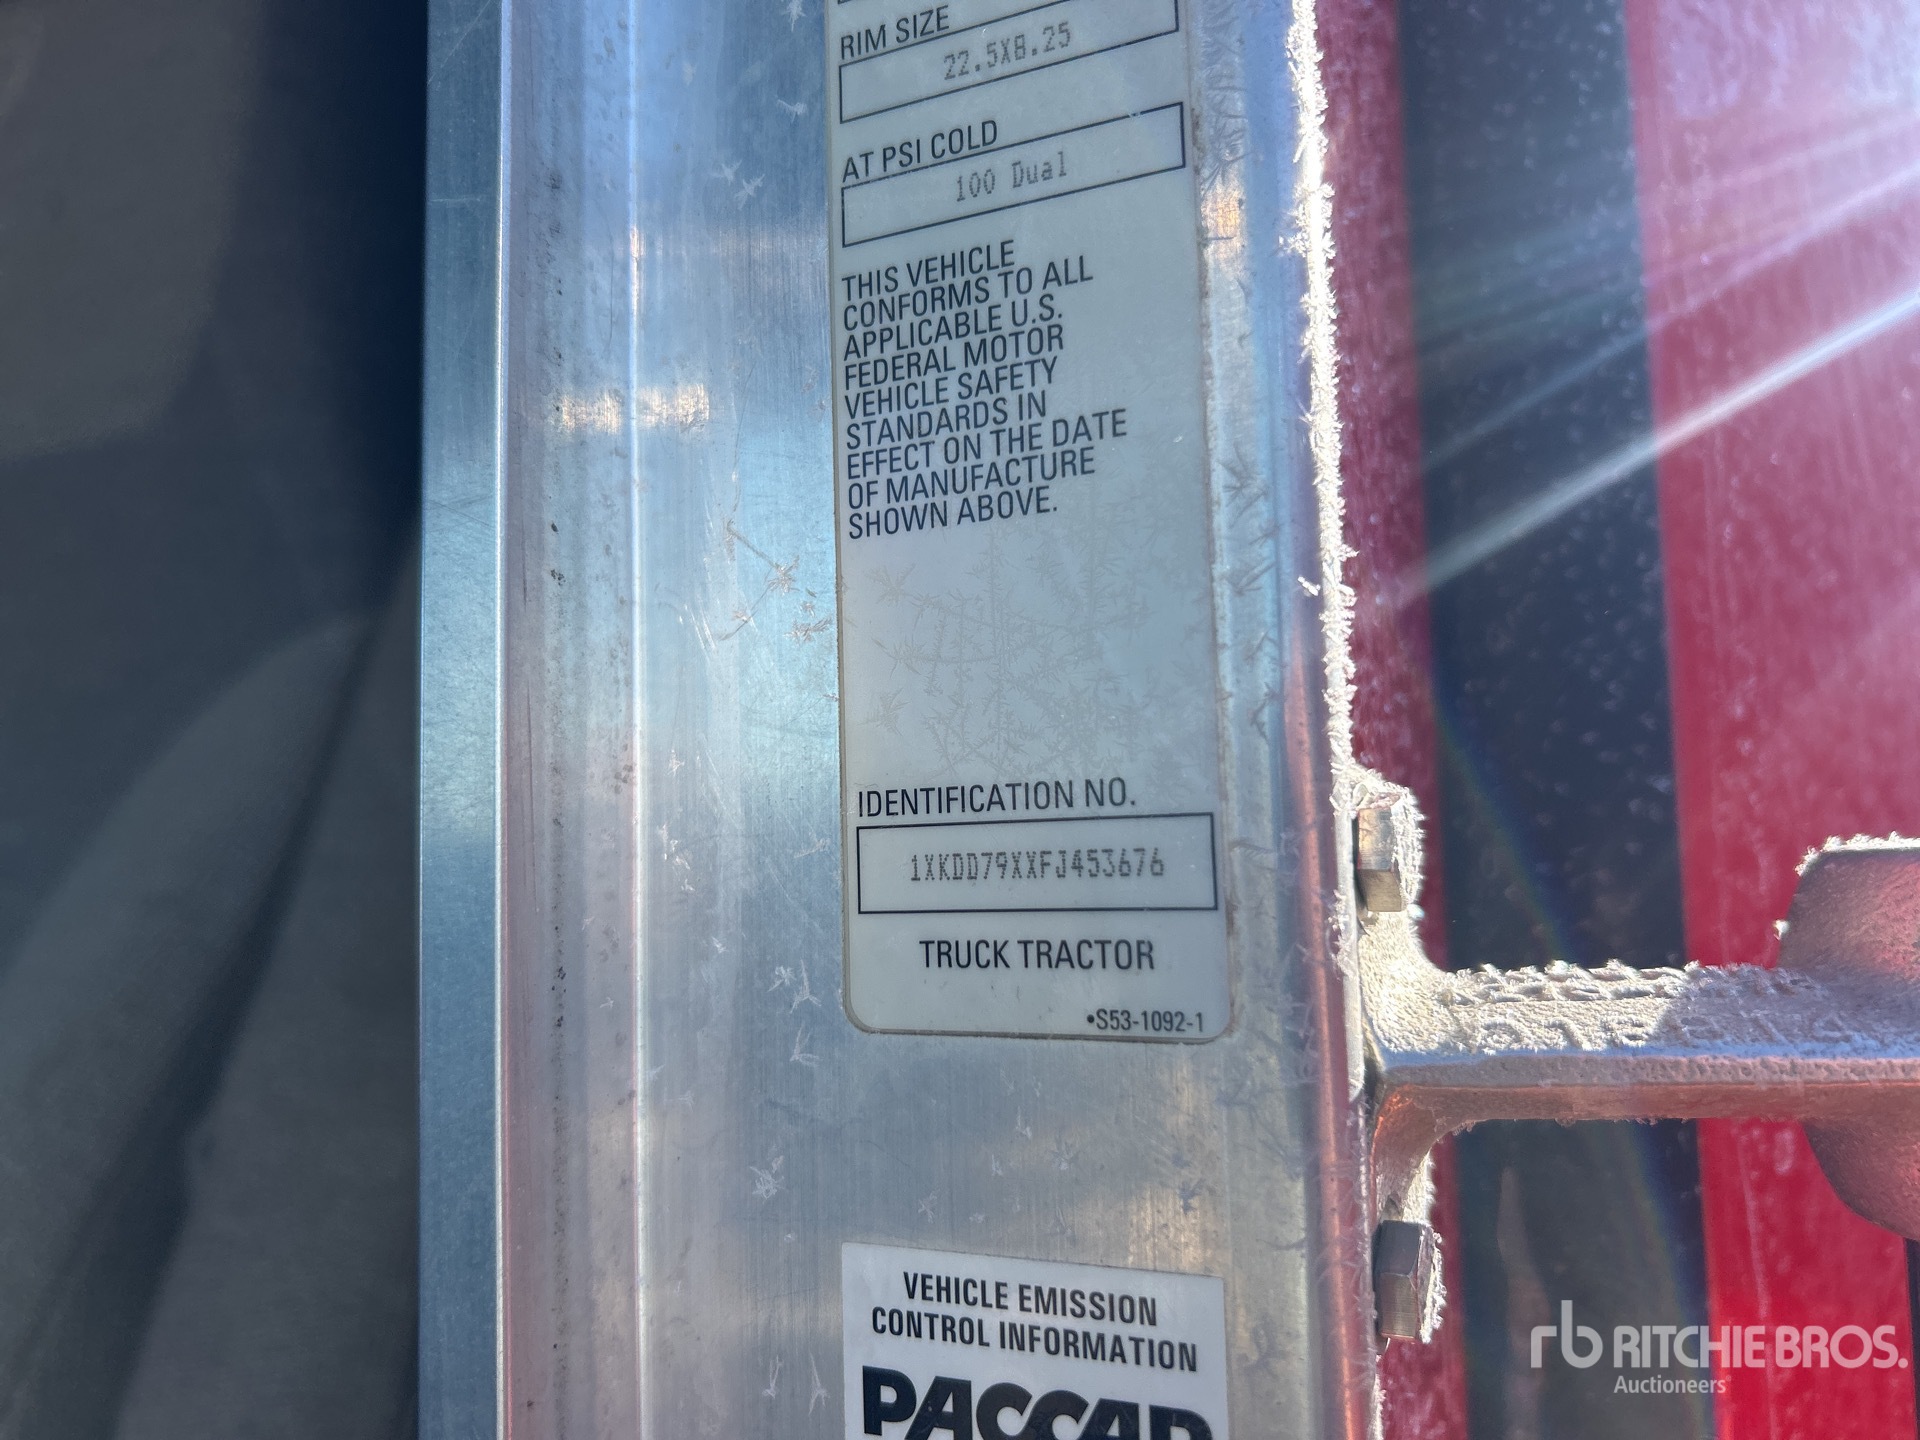 RIM SIZE
22.5X8.25
AT PSI COLD
100 Dual
THIS VEHICLE
CONFORMS TO ALL
APPLICABLE U.S.
FEDERAL MOTOR
VEHICLE SAFETY
STANDARDS IN
EFFECT ON THE DATE
OF MANUFACTURE
SHOWN ABOVE.
IDENTIFICATION NO.
1XKDD79XXFJ453676
TRUCK TRACTOR
•S53-1092-1
VEHICLE EMISSION
CONTROL INFORMATION
PACCAR
rb RITCHIE BROS.
Auctioneers